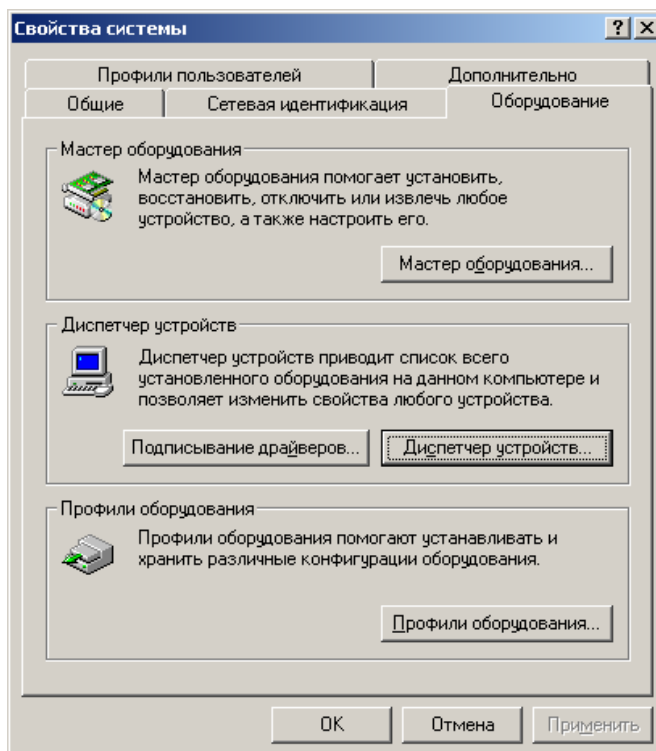 Свойства системы
Профили пользователей
Дополнительно
Общие
Сетевая идентификация
Оборудование
Мастер оборудования
Мастер оборудования помогает установить,
восстановить, отключить или извлечь любое
устройство, а также настроить его.
Мастер оборудования...
Диспетчер устройств
Диспетчер устройств приводит список всего
установленного оборудования на данном компьютере и
позволяет изменить свойства любого устройства.
Подписывание драйверов...
Диспетчер устройств...
Профили оборудования
Профили оборудования помогают устанавливать и
хранить различные конфигурации оборудования.
Профили оборудования...
OK
Отмена
Применить